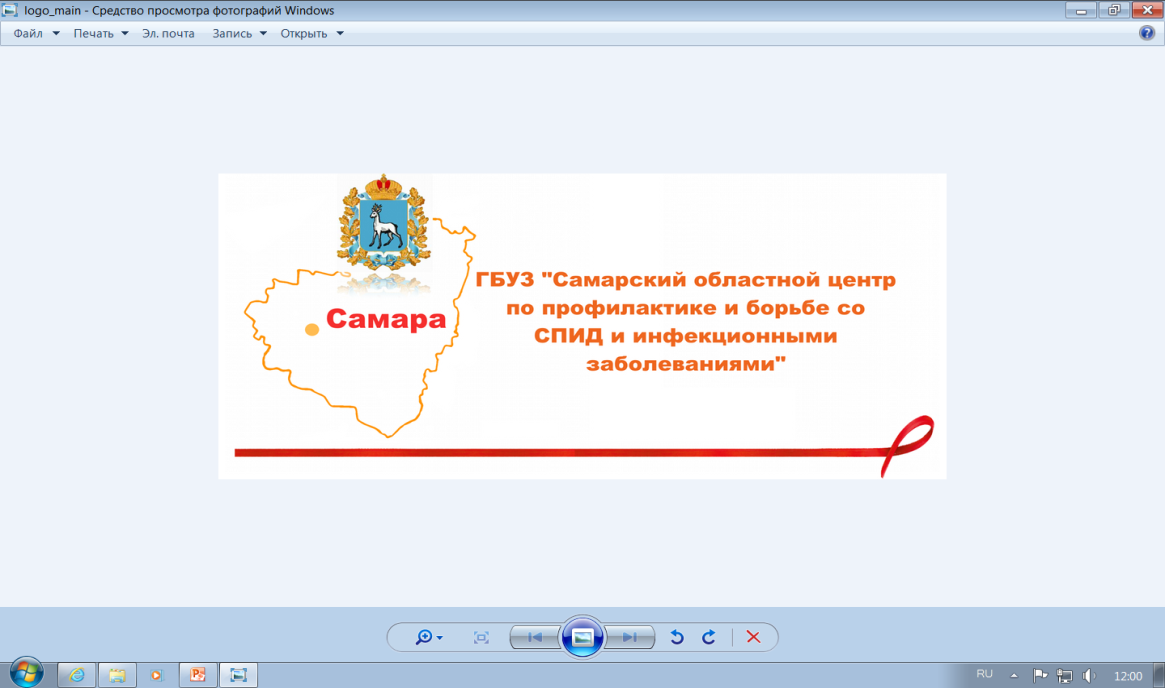 logo_main - Средство просмотра фотографий Windows
Файл Печать Эл. почта Запись Открыть
Самара
ГБУЗ "Самарский областной центр
по профилактике и борьбе со
СПИД и инфекционными
заболеваниями"
RU 12:00